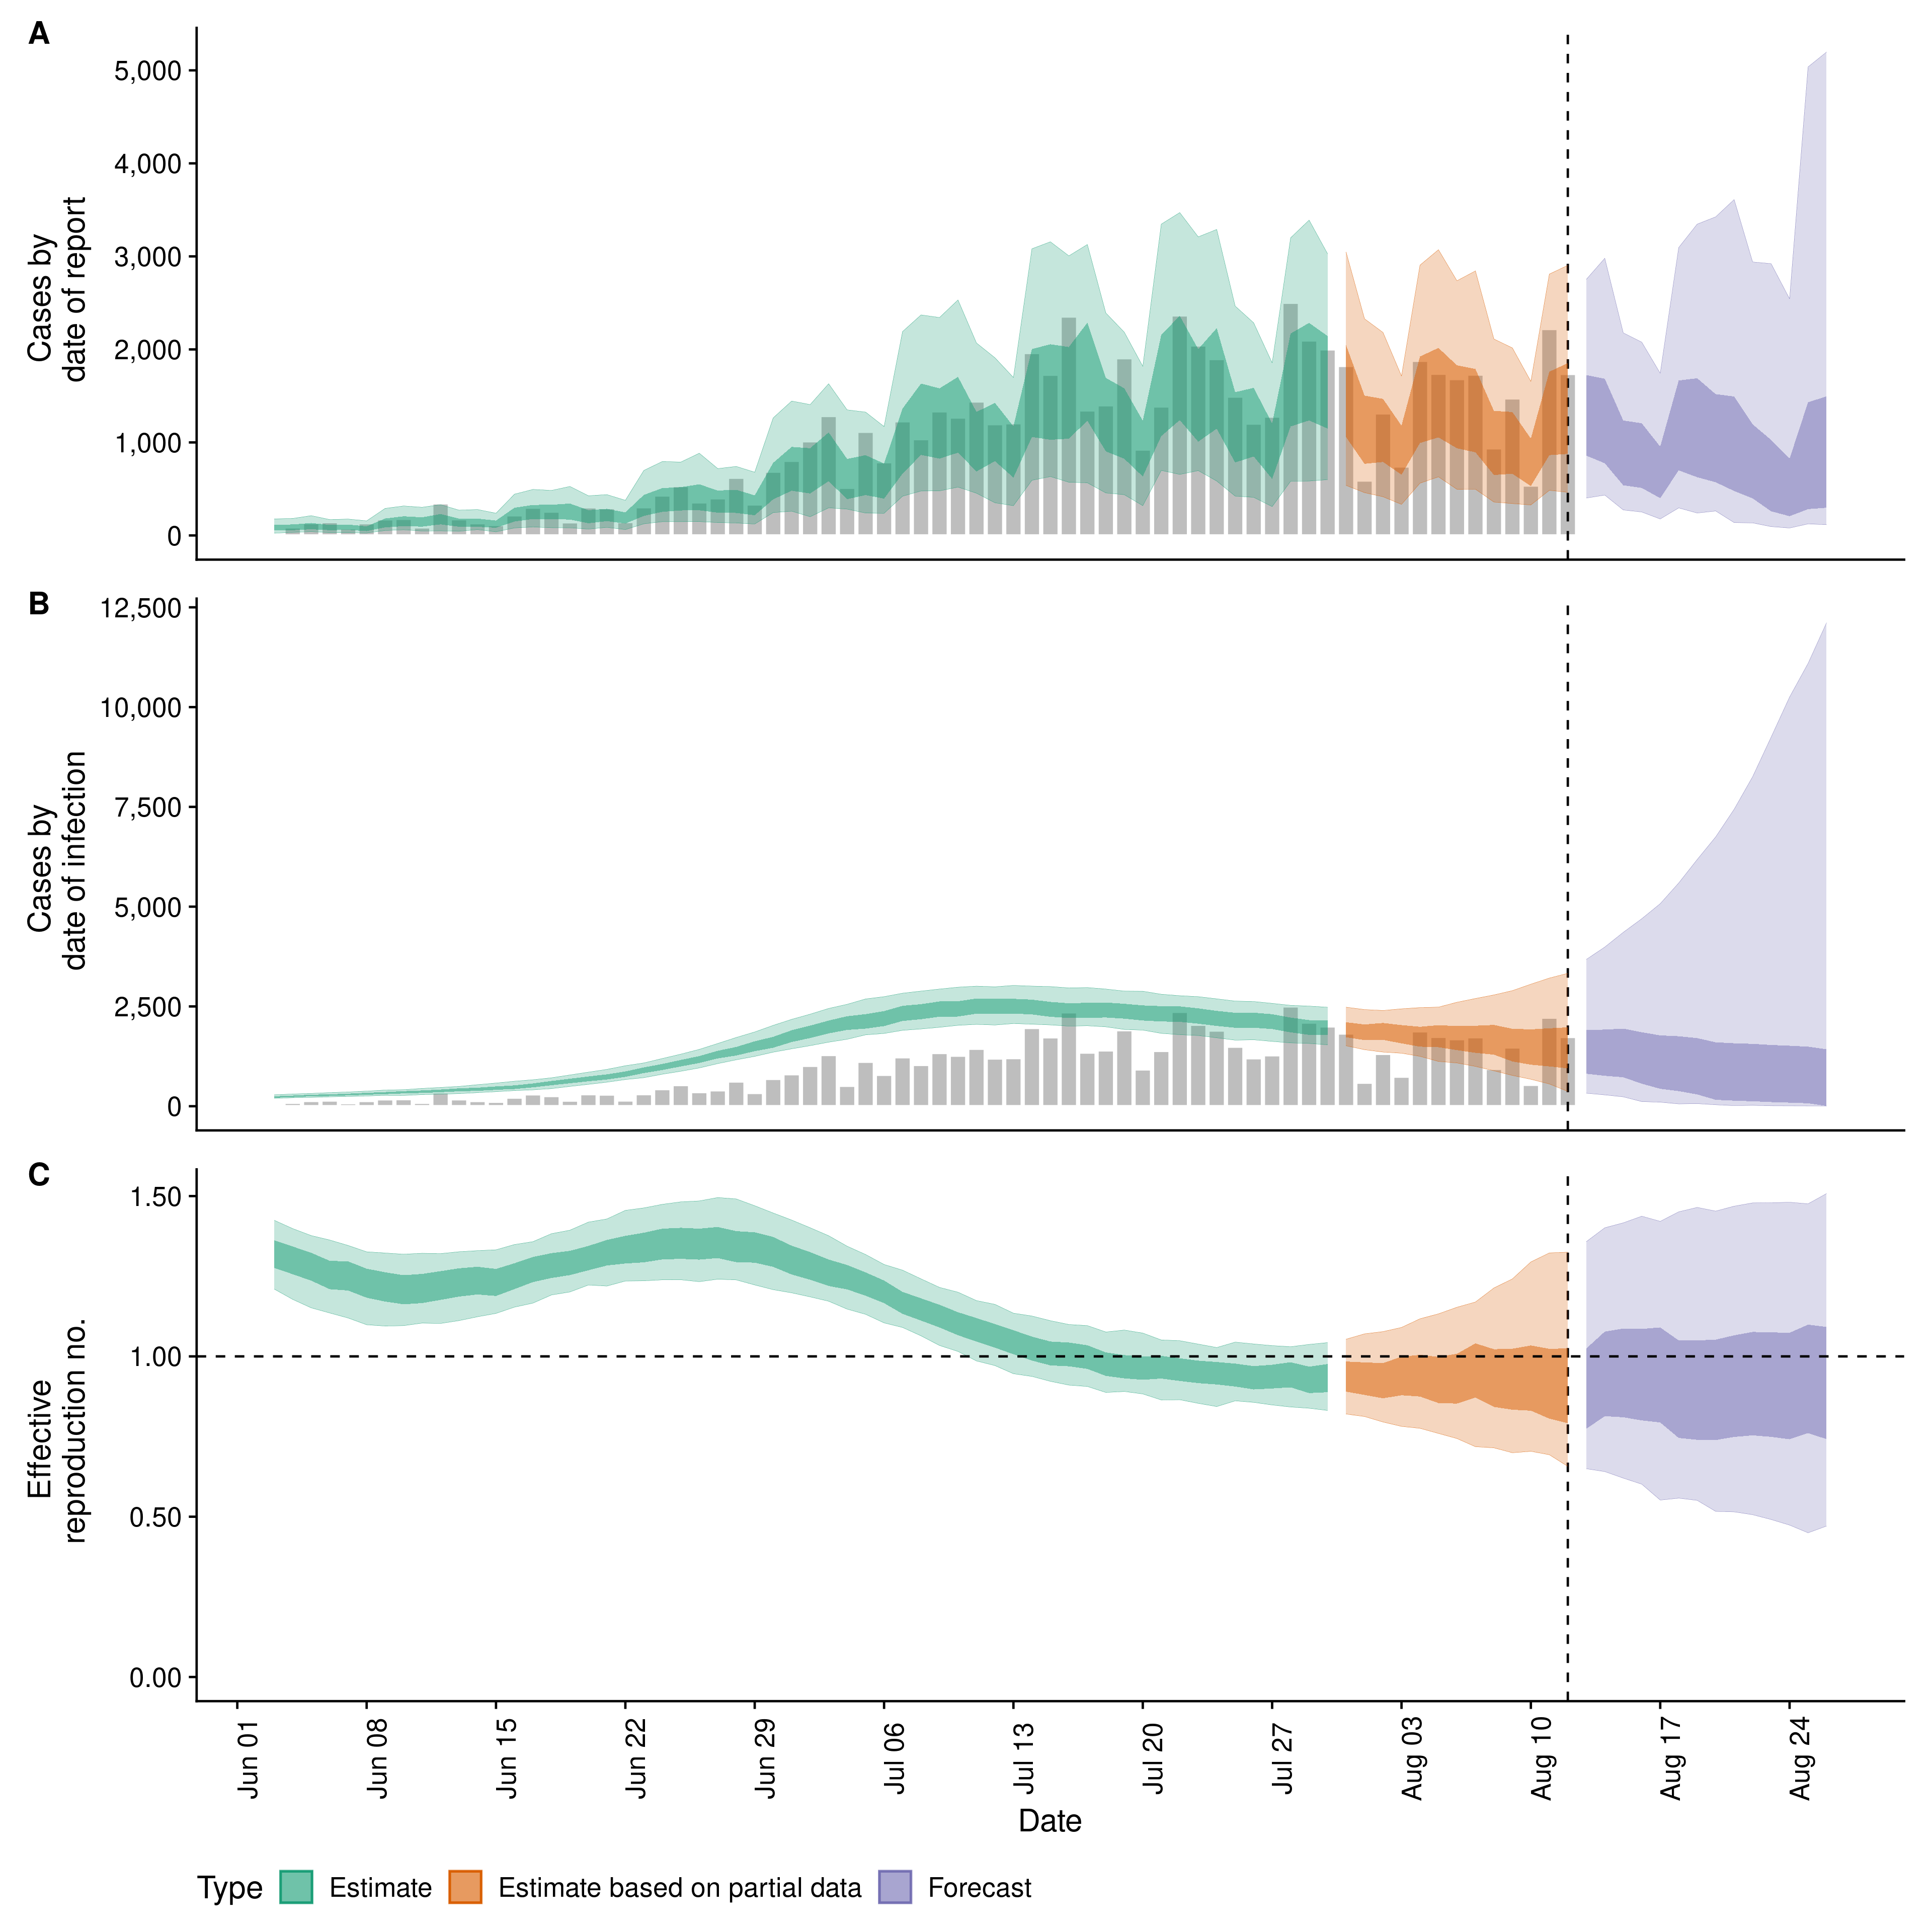 A
Cases by
date of report
5,000
4,000
3,000
2,000
1,000
0
B
Cases by
date of infection
12,500
10,000
7,500
5,000
2,500
0
C
Effective
reproduction no.
1.50
1.00
0.50
0.00
Jun 01
Jun 08
Jun 15
Jun 22
Jun 29
Jul 06
Jul 13
Jul 20
Jul 27
Aug 03
Aug 10
Aug 17
Aug 24
Date
Type Estimate Estimate based on partial data Forecast